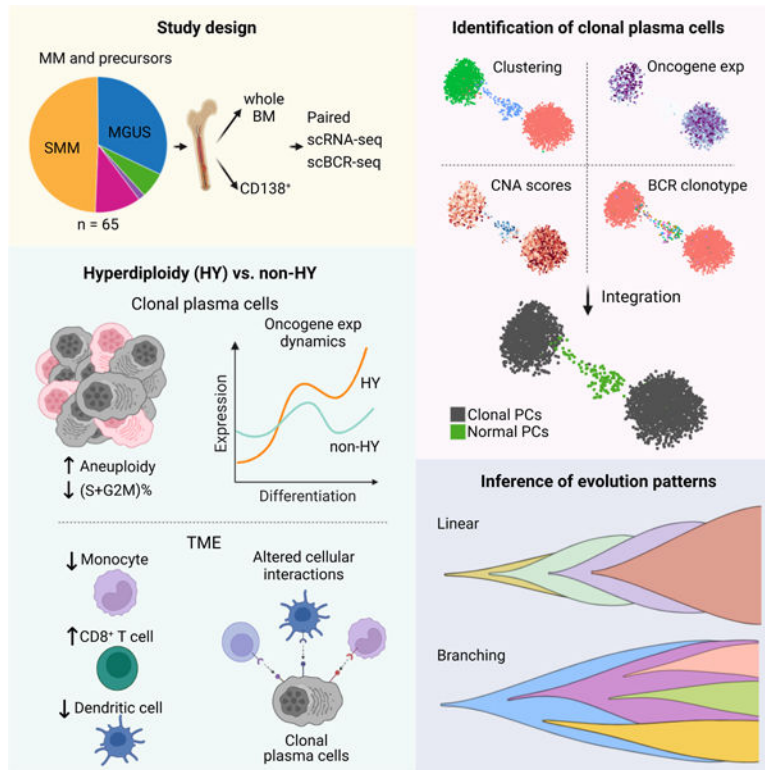 Study design
MM and precursors
SMM
MGUS
n = 65
whole
BM
CD138⁺
Paired
scRNA-seq
scBCR-seq
Identification of clonal plasma cells
Clustering
Oncogene exp
CNA scores
BCR clonotype
Integration
Clonal PCs
Normal PCs
Hyperdiploidy (HY) vs. non-HY
Clonal plasma cells
↑ Aneuploidy
↓ (S+G2M)%
Oncogene exp
dynamics
Expression
HY
non-HY
Differentiation
TME
↓ Monocyte
↑ CD8⁺ T cell
↓ Dendritic cell
Altered cellular
interactions
Clonal
plasma cells
Inference of evolution patterns
Linear
Branching